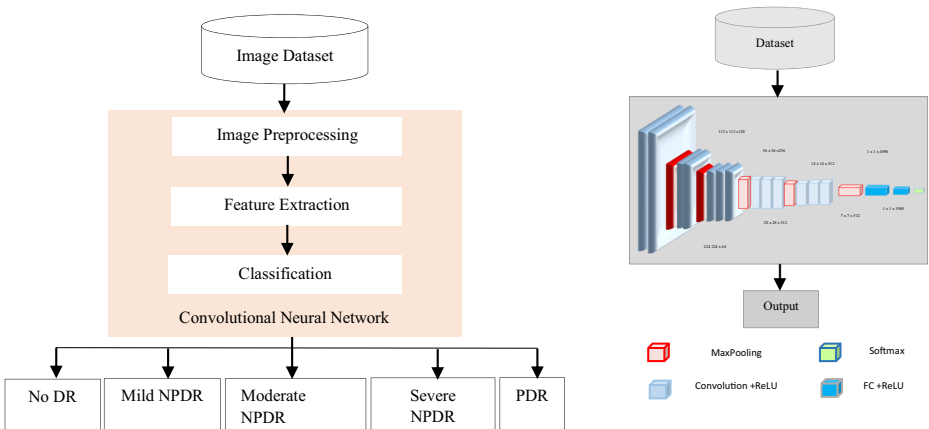 Image Dataset
Image Preprocessing
Feature Extraction
Classification
Convolutional Neural Network
No DR
Mild NPDR
Moderate
NPDR
Severe
NPDR
PDR
Dataset
112 x 112 x128
56 x 56 x256
14 x 14 x 512
1 x 1 x 4096
1 x 1 x 1000
7 x 7 x 512
28 x 28 x 512
224 224 x 64
Output
MaxPooling
Softmax
Convolution +ReLU
FC +ReLU